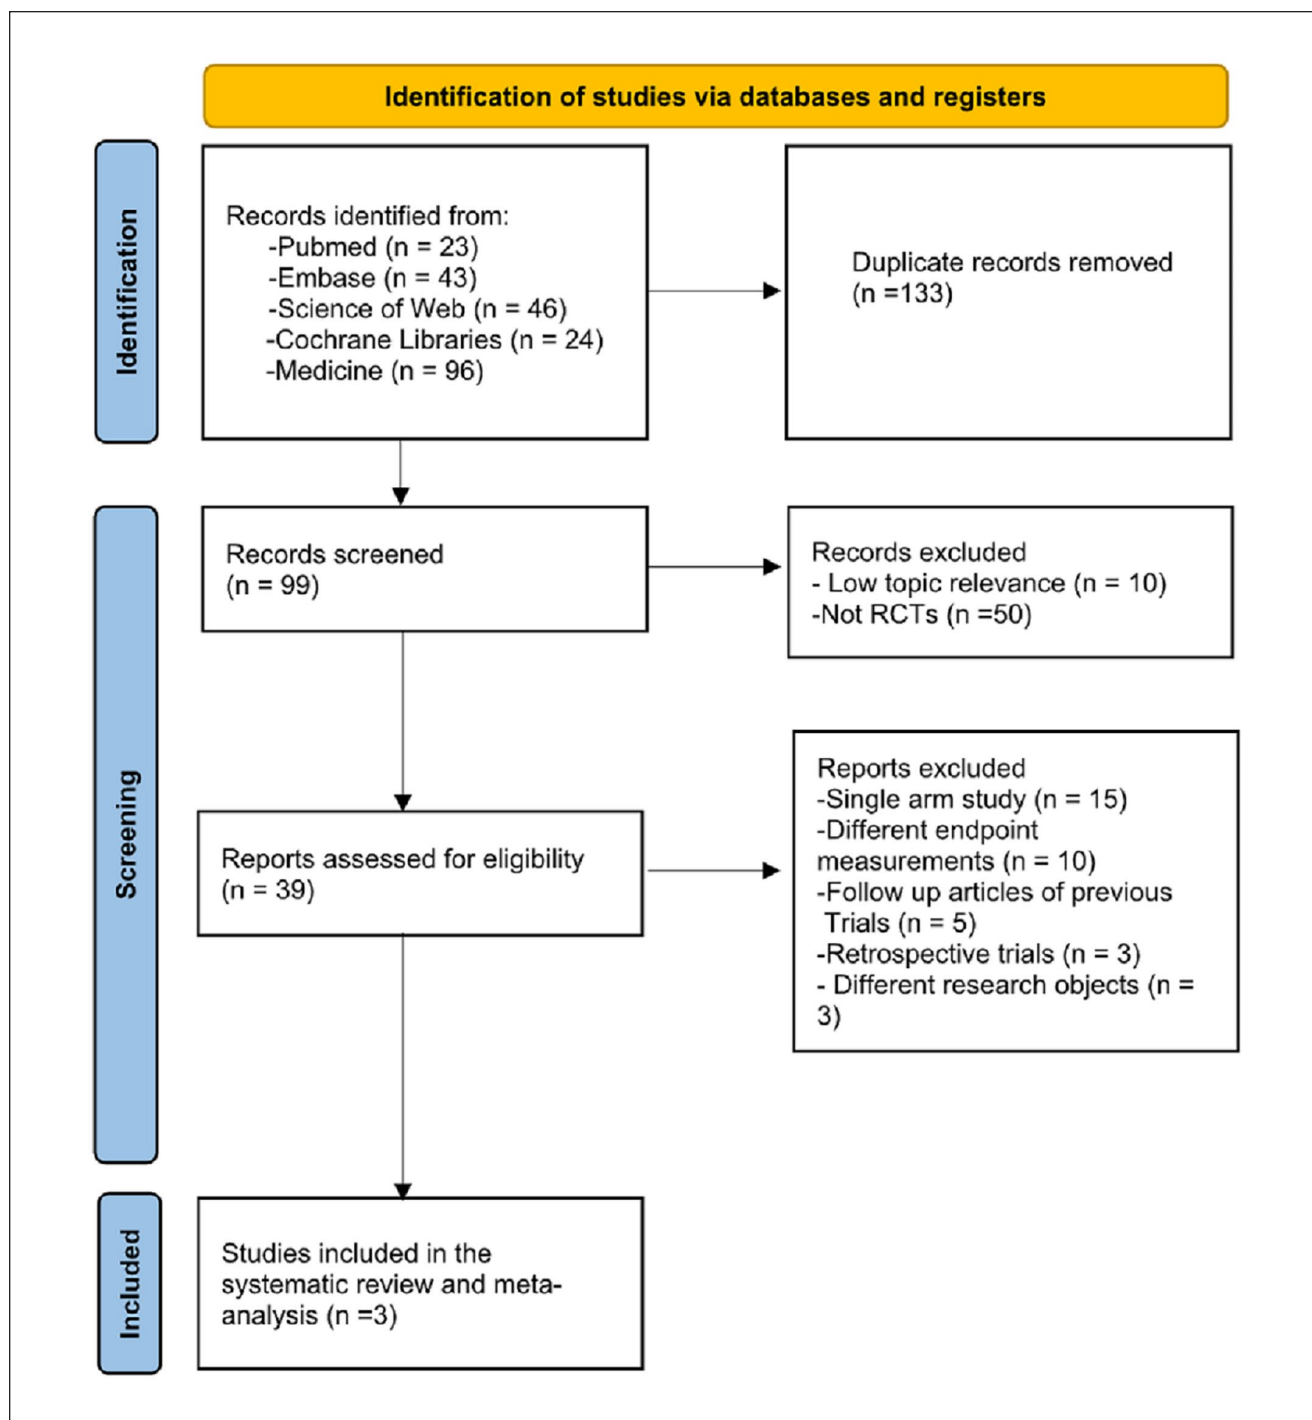 Identification of studies via databases and registers
Identification
Records identified from:
-Pubmed (n = 23)
-Embase (n = 43)
-Science of Web (n = 46)
-Cochrane Libraries (n = 24)
-Medicine (n = 96)
Duplicate records removed
(n =133)
Screening
Records screened
(n = 99)
Records excluded
- Low topic relevance (n = 10)
-Not RCTs (n =50)
Reports assessed for eligibility
(n = 39)
Reports excluded
-Single arm study (n = 15)
-Different endpoint
measurements (n = 10)
-Follow up articles of previous
Trials (n = 5)
-Retrospective trials (n = 3)
- Different research objects (n =
3)
Included
Studies included in the
systematic review and meta-
analysis (n =3)